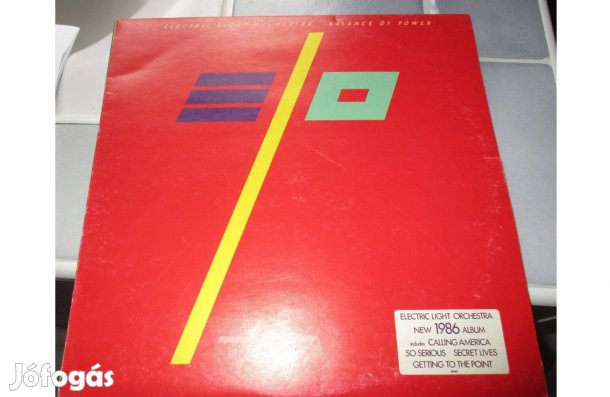 ELECTRIC LIGHT ORCHESTRA BALANCE OF POWER
E/O
ELECTRIC LIGHT ORCHESTRA
NEW 1986 ALBUM
includes CALLING AMERICA
SO SERIOUS SECRET LIVES
GETTING TO THE POINT
Jófogás